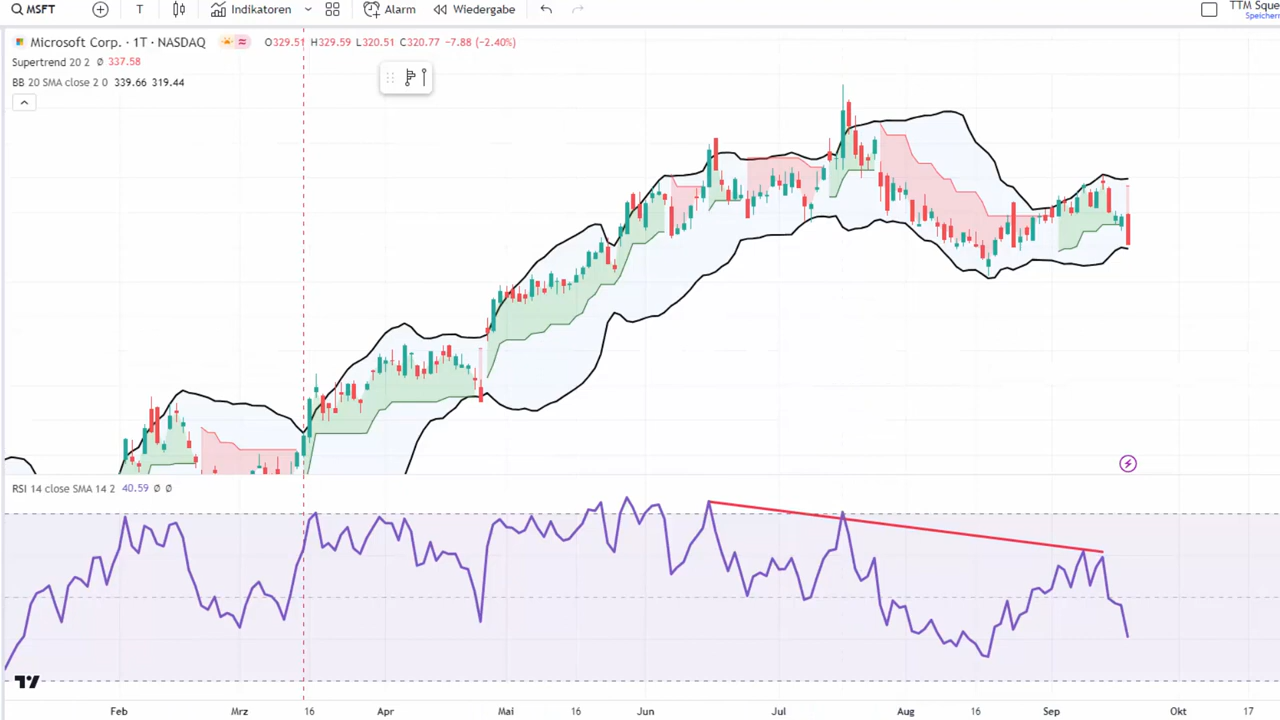 MSFT T Indikatoren Alarm Wiedergabe TTM Sque
Speichern
Microsoft Corp. · 1T · NASDAQ O329.51 H329.59 L320.51 C320.77 −7.88 (−2.40%)
Supertrend 20 2 Ø 337.58
BB 20 SMA close 2 0 339.66 319.44
RSI 14 close SMA 14 2 40.59 Ø Ø
Feb Mrz 16 Apr Mai 16 Jun Jul Aug 16 Sep Okt 17